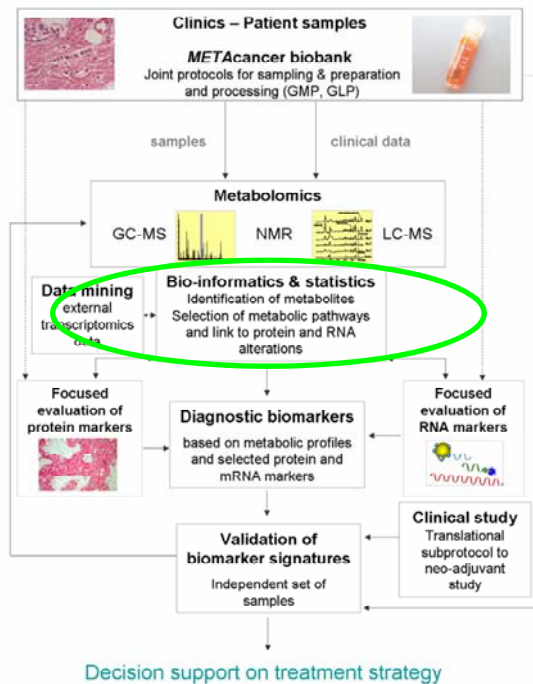 Clinics – Patient samples
METAcancer biobank
Joint protocols for sampling & preparation
and processing (GMP, GLP)
samples
clinical data
Metabolomics
GC-MS
NMR
LC-MS
Data mining
external
transcriptomics
data
Bio-informatics & statistics
Identification of metabolites
Selection of metabolic pathways
and link to protein and RNA
alterations
Focused
evaluation of
protein markers
Diagnostic biomarkers
based on metabolic profiles
and selected protein and
mRNA markers
Focused
evaluation of
RNA markers
Validation of
biomarker signatures
Independent set of
samples
Clinical study
Translational
subprotocol to
neo-adjuvant
study
Decision support on treatment strategy